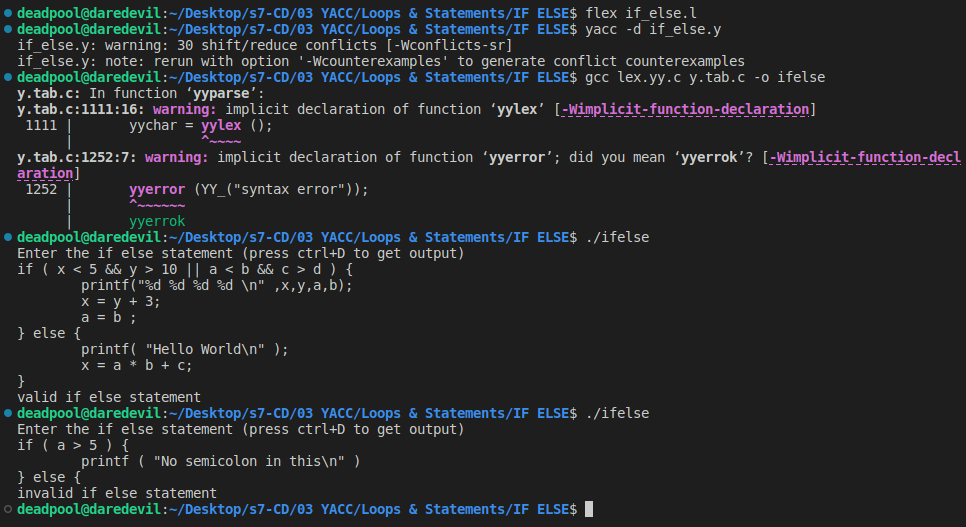 deadpool@daredevil:~/Desktop/s7-CD/03 YACC/Loops & Statements/IF ELSE$ flex if_else.l
deadpool@daredevil:~/Desktop/s7-CD/03 YACC/Loops & Statements/IF ELSE$ yacc -d if_else.y
if_else.y: warning: 30 shift/reduce conflicts [-Wconflicts-sr]
if_else.y: note: rerun with option '-Wcounterexamples' to generate conflict counterexamples
deadpool@daredevil:~/Desktop/s7-CD/03 YACC/Loops & Statements/IF ELSE$ gcc lex.yy.c y.tab.c -o ifelse
y.tab.c: In function ‘yyparse’:
y.tab.c:1111:16: warning: implicit declaration of function ‘yylex’ [-Wimplicit-function-declaration]
 1111 |       yychar = yylex ();
      |                ^~~~~
y.tab.c:1252:7: warning: implicit declaration of function ‘yyerror’; did you mean ‘yyerrok’? [-Wimplicit-function-decl
aration]
 1252 |       yyerror (YY_("syntax error"));
      |       ^~~~~~~
      |       yyerrok
deadpool@daredevil:~/Desktop/s7-CD/03 YACC/Loops & Statements/IF ELSE$ ./ifelse
Enter the if else statement (press ctrl+D to get output)
if ( x < 5 && y > 10 || a < b && c > d ) {
        printf("%d %d %d %d \n" ,x,y,a,b);
        x = y + 3;
        a = b ;
} else {
        printf( "Hello World\n" );
        x = a * b + c;
}
valid if else statement
deadpool@daredevil:~/Desktop/s7-CD/03 YACC/Loops & Statements/IF ELSE$ ./ifelse
Enter the if else statement (press ctrl+D to get output)
if ( a > 5 ) {
        printf ( "No semicolon in this\n" )
} else {
invalid if else statement
deadpool@daredevil:~/Desktop/s7-CD/03 YACC/Loops & Statements/IF ELSE$